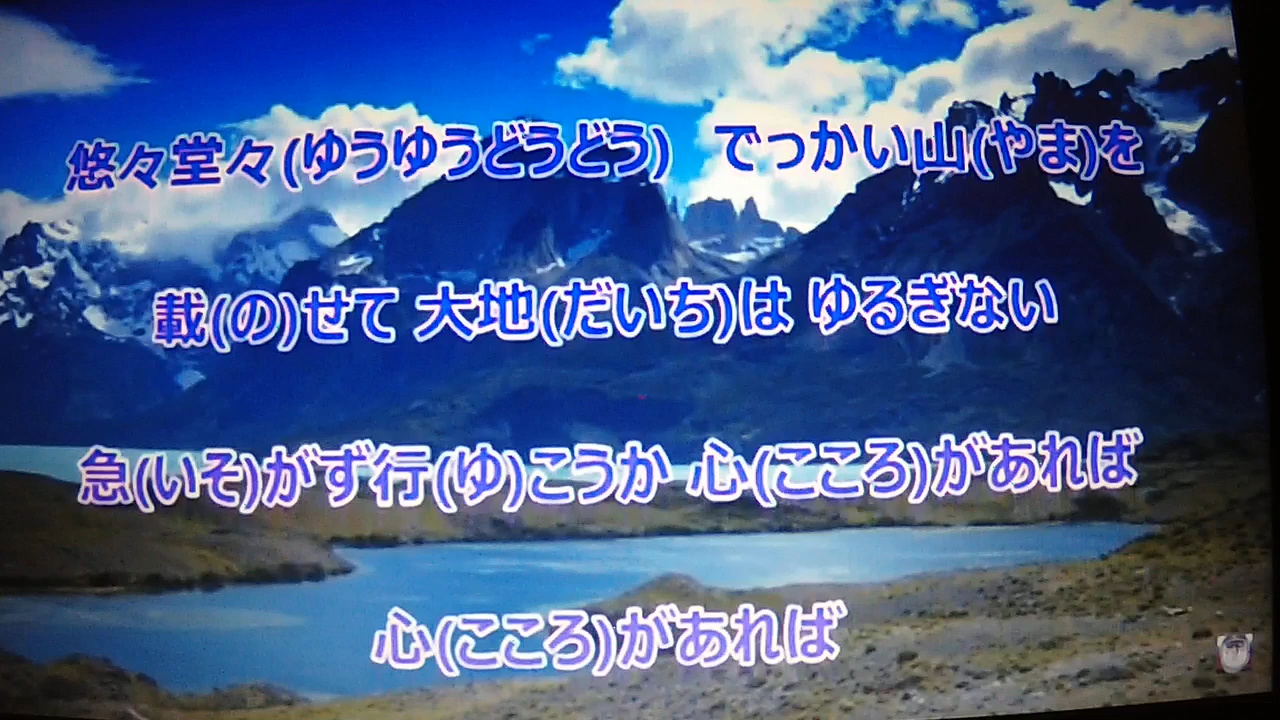 悠々堂々(ゆうゆうどうどう)　でっかい山(やま)を
載(の)せて 大地(だいち)は ゆるぎない
急(いそ)がず行(ゆ)こうか 心(こころ)があれば
心(こころ)があれば